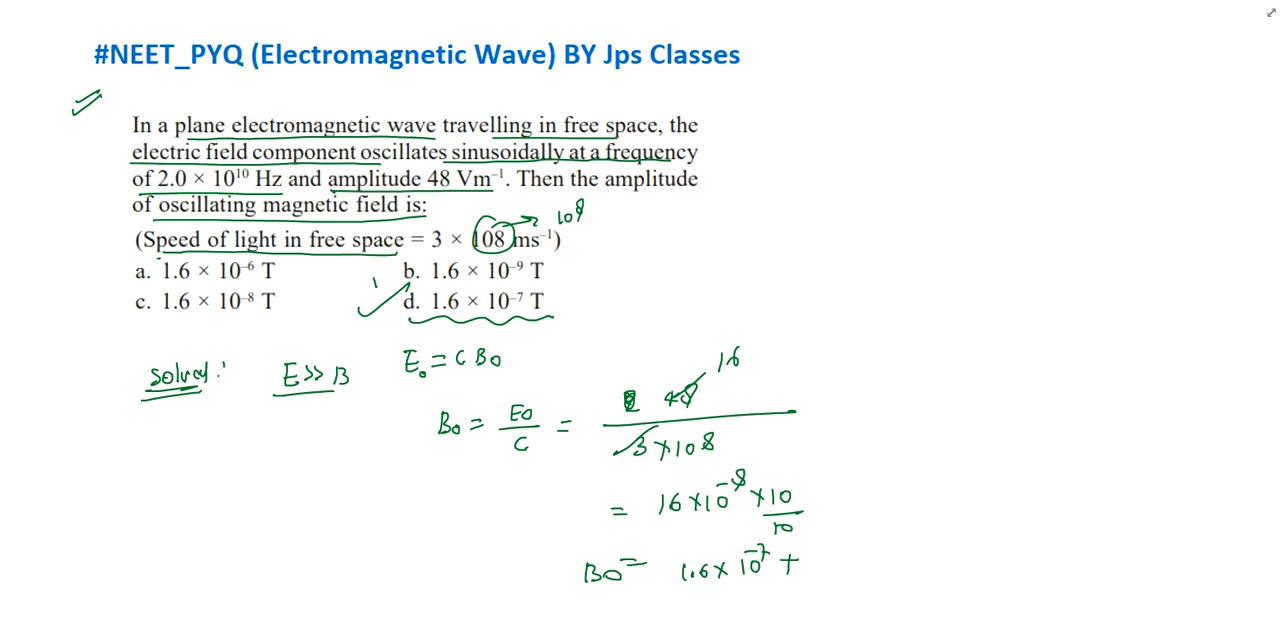 #NEET_PYQ (Electromagnetic Wave) BY Jps Classes
In a plane electromagnetic wave travelling in free space, the
electric field component oscillates sinusoidally at a frequency
of 2.0 × 10¹⁰ Hz and amplitude 48 Vm⁻¹. Then the amplitude
of oscillating magnetic field is:
10⁸
(Speed of light in free space = 3 × 108 ms⁻¹)
a. 1.6 × 10⁻⁶ T b. 1.6 × 10⁻⁹ T
c. 1.6 × 10⁻⁸ T d. 1.6 × 10⁻⁷ T
E₀ = C B₀
E >> B
B₀ = E₀/C = 48/3×10⁸
16
= 16 × 10⁻⁸ × 10/10
B₀ = 1.6 × 10⁻⁷ T